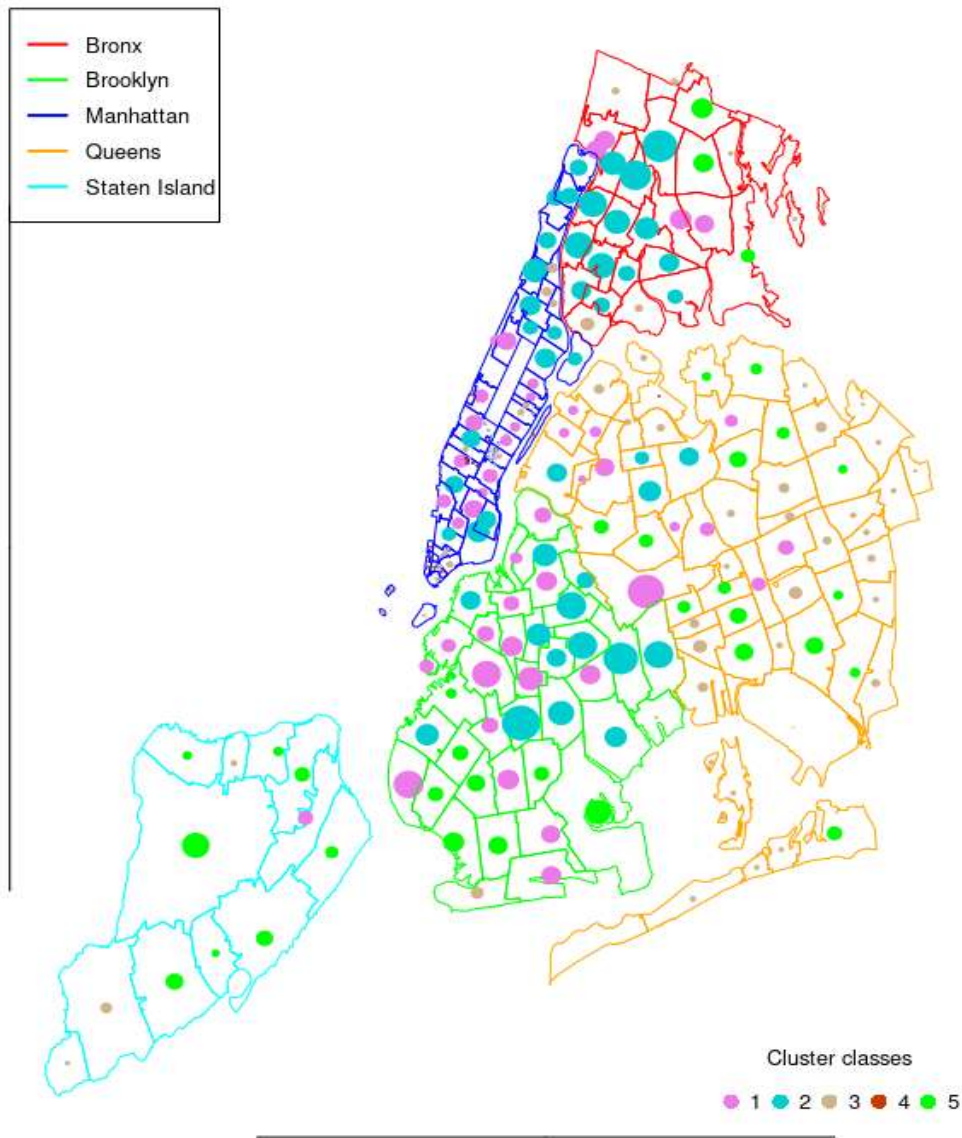 Bronx
Brooklyn
Manhattan
Queens
Staten Island
Cluster classes
1 2 3 4 5